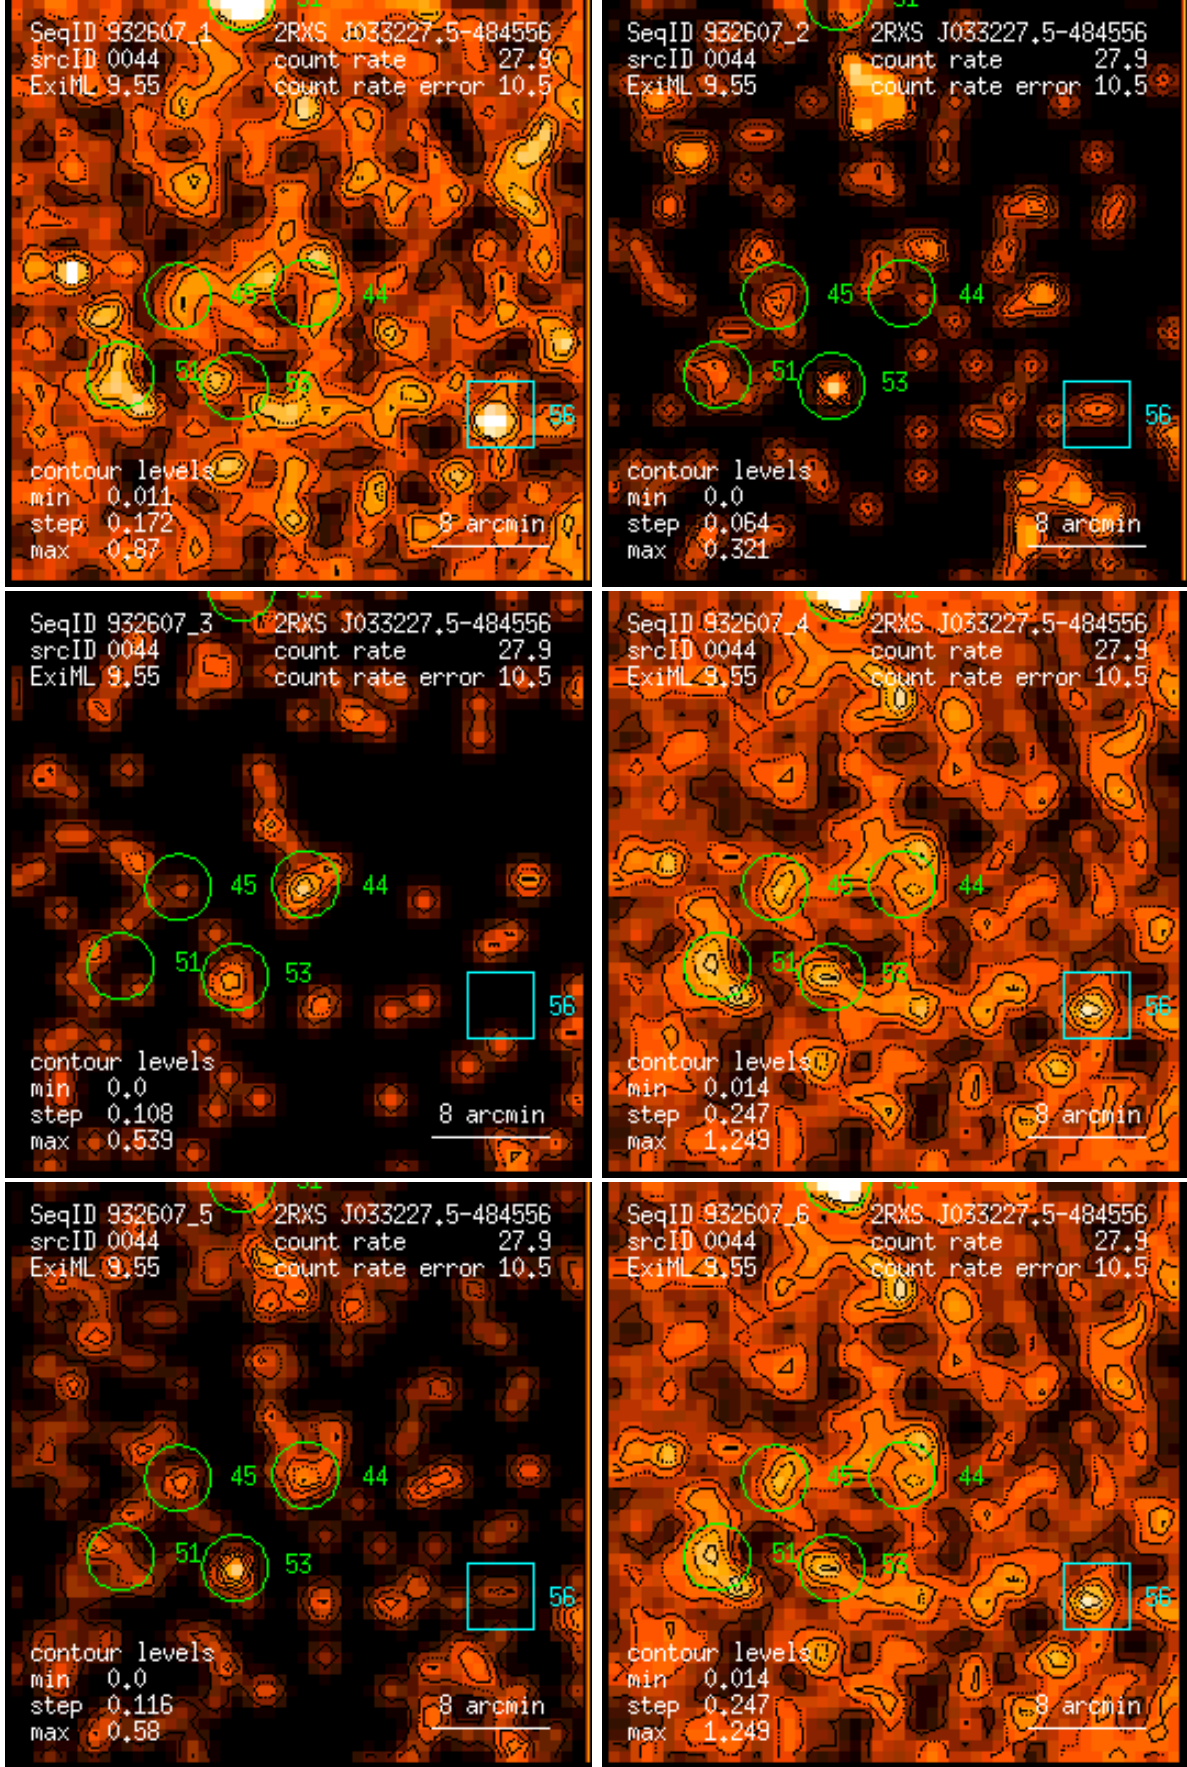 31
SeqID 932607_1 2RXS J033227.5-484556
srcID 0044 count rate 27.9
ExiML 9.55 count rate error 10.5
45 44
51 53
56
contour levels
min 0.011
step 0.172 8 arcmin
max 0.87
31
SeqID 932607_2 2RXS J033227.5-484556
srcID 0044 count rate 27.9
ExiML 9.55 count rate error 10.5
45 44
51 53
56
contour levels
min 0.0
step 0.064 8 arcmin
max 0.321
31
SeqID 932607_3 2RXS J033227.5-484556
srcID 0044 count rate 27.9
ExiML 9.55 count rate error 10.5
45 44
51 53
56
contour levels
min 0.0
step 0.108 8 arcmin
max 0.539
31
SeqID 932607_4 2RXS J033227.5-484556
srcID 0044 count rate 27.9
ExiML 9.55 count rate error 10.5
45 44
51 53
56
contour levels
min 0.014
step 0.247 8 arcmin
max 1.249
31
SeqID 932607_5 2RXS J033227.5-484556
srcID 0044 count rate 27.9
ExiML 9.55 count rate error 10.5
45 44
51 53
56
contour levels
min 0.0
step 0.116 8 arcmin
max 0.58
31
SeqID 932607_6 2RXS J033227.5-484556
srcID 0044 count rate 27.9
ExiML 9.55 count rate error 10.5
45 44
51 53
56
contour levels
min 0.014
step 0.247 8 arcmin
max 1.249